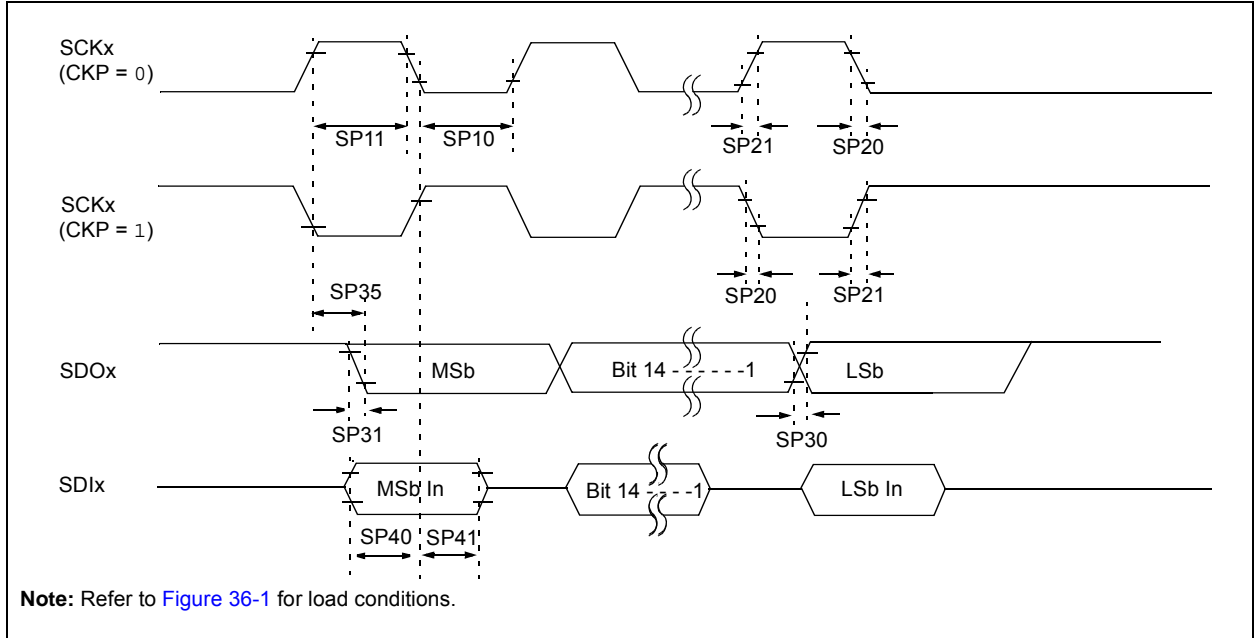 SCKx
(CKP = 0)
SP11
SP10
SP21
SP20
SCKx
(CKP = 1)
SP35
SP20
SP21
SDOx
MSb
Bit 14 - - - - - -1
LSb
SP31
SP30
SDIx
MSb In
Bit 14 - - - -1
LSb In
SP40
SP41
Note: Refer to Figure 36-1 for load conditions.